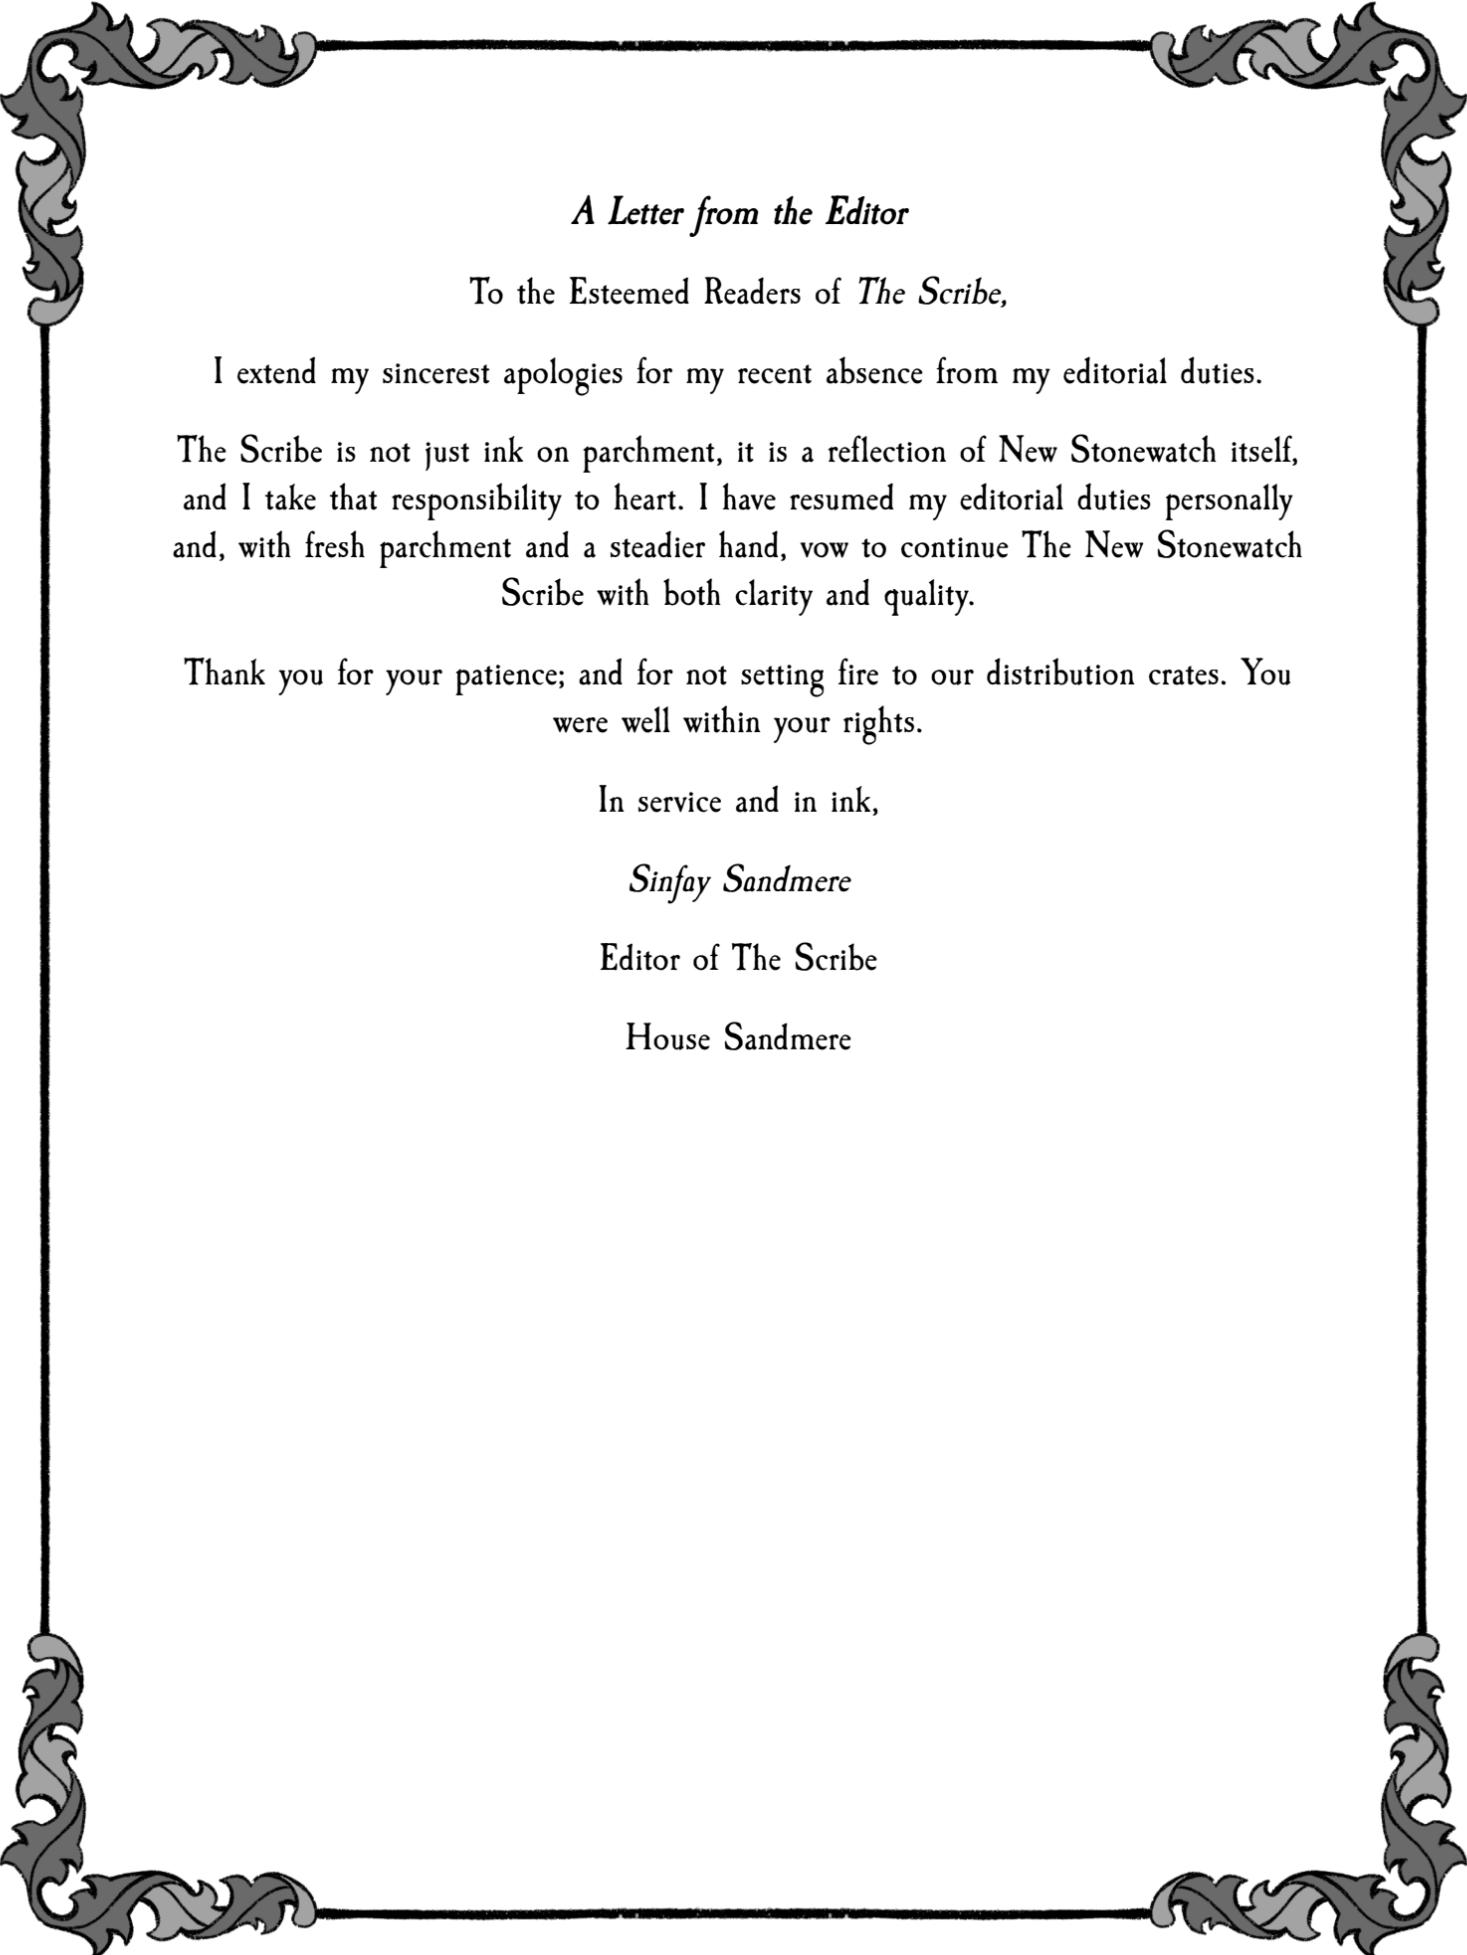 A Letter from the Editor
To the Esteemed Readers of The Scribe,
I extend my sincerest apologies for my recent absence from my editorial duties.
The Scribe is not just ink on parchment, it is a reflection of New Stonewatch itself,
and I take that responsibility to heart. I have resumed my editorial duties personally
and, with fresh parchment and a steadier hand, vow to continue The New Stonewatch
Scribe with both clarity and quality.
Thank you for your patience; and for not setting fire to our distribution crates. You
were well within your rights.
In service and in ink,
Sinfay Sandmere
Editor of The Scribe
House Sandmere